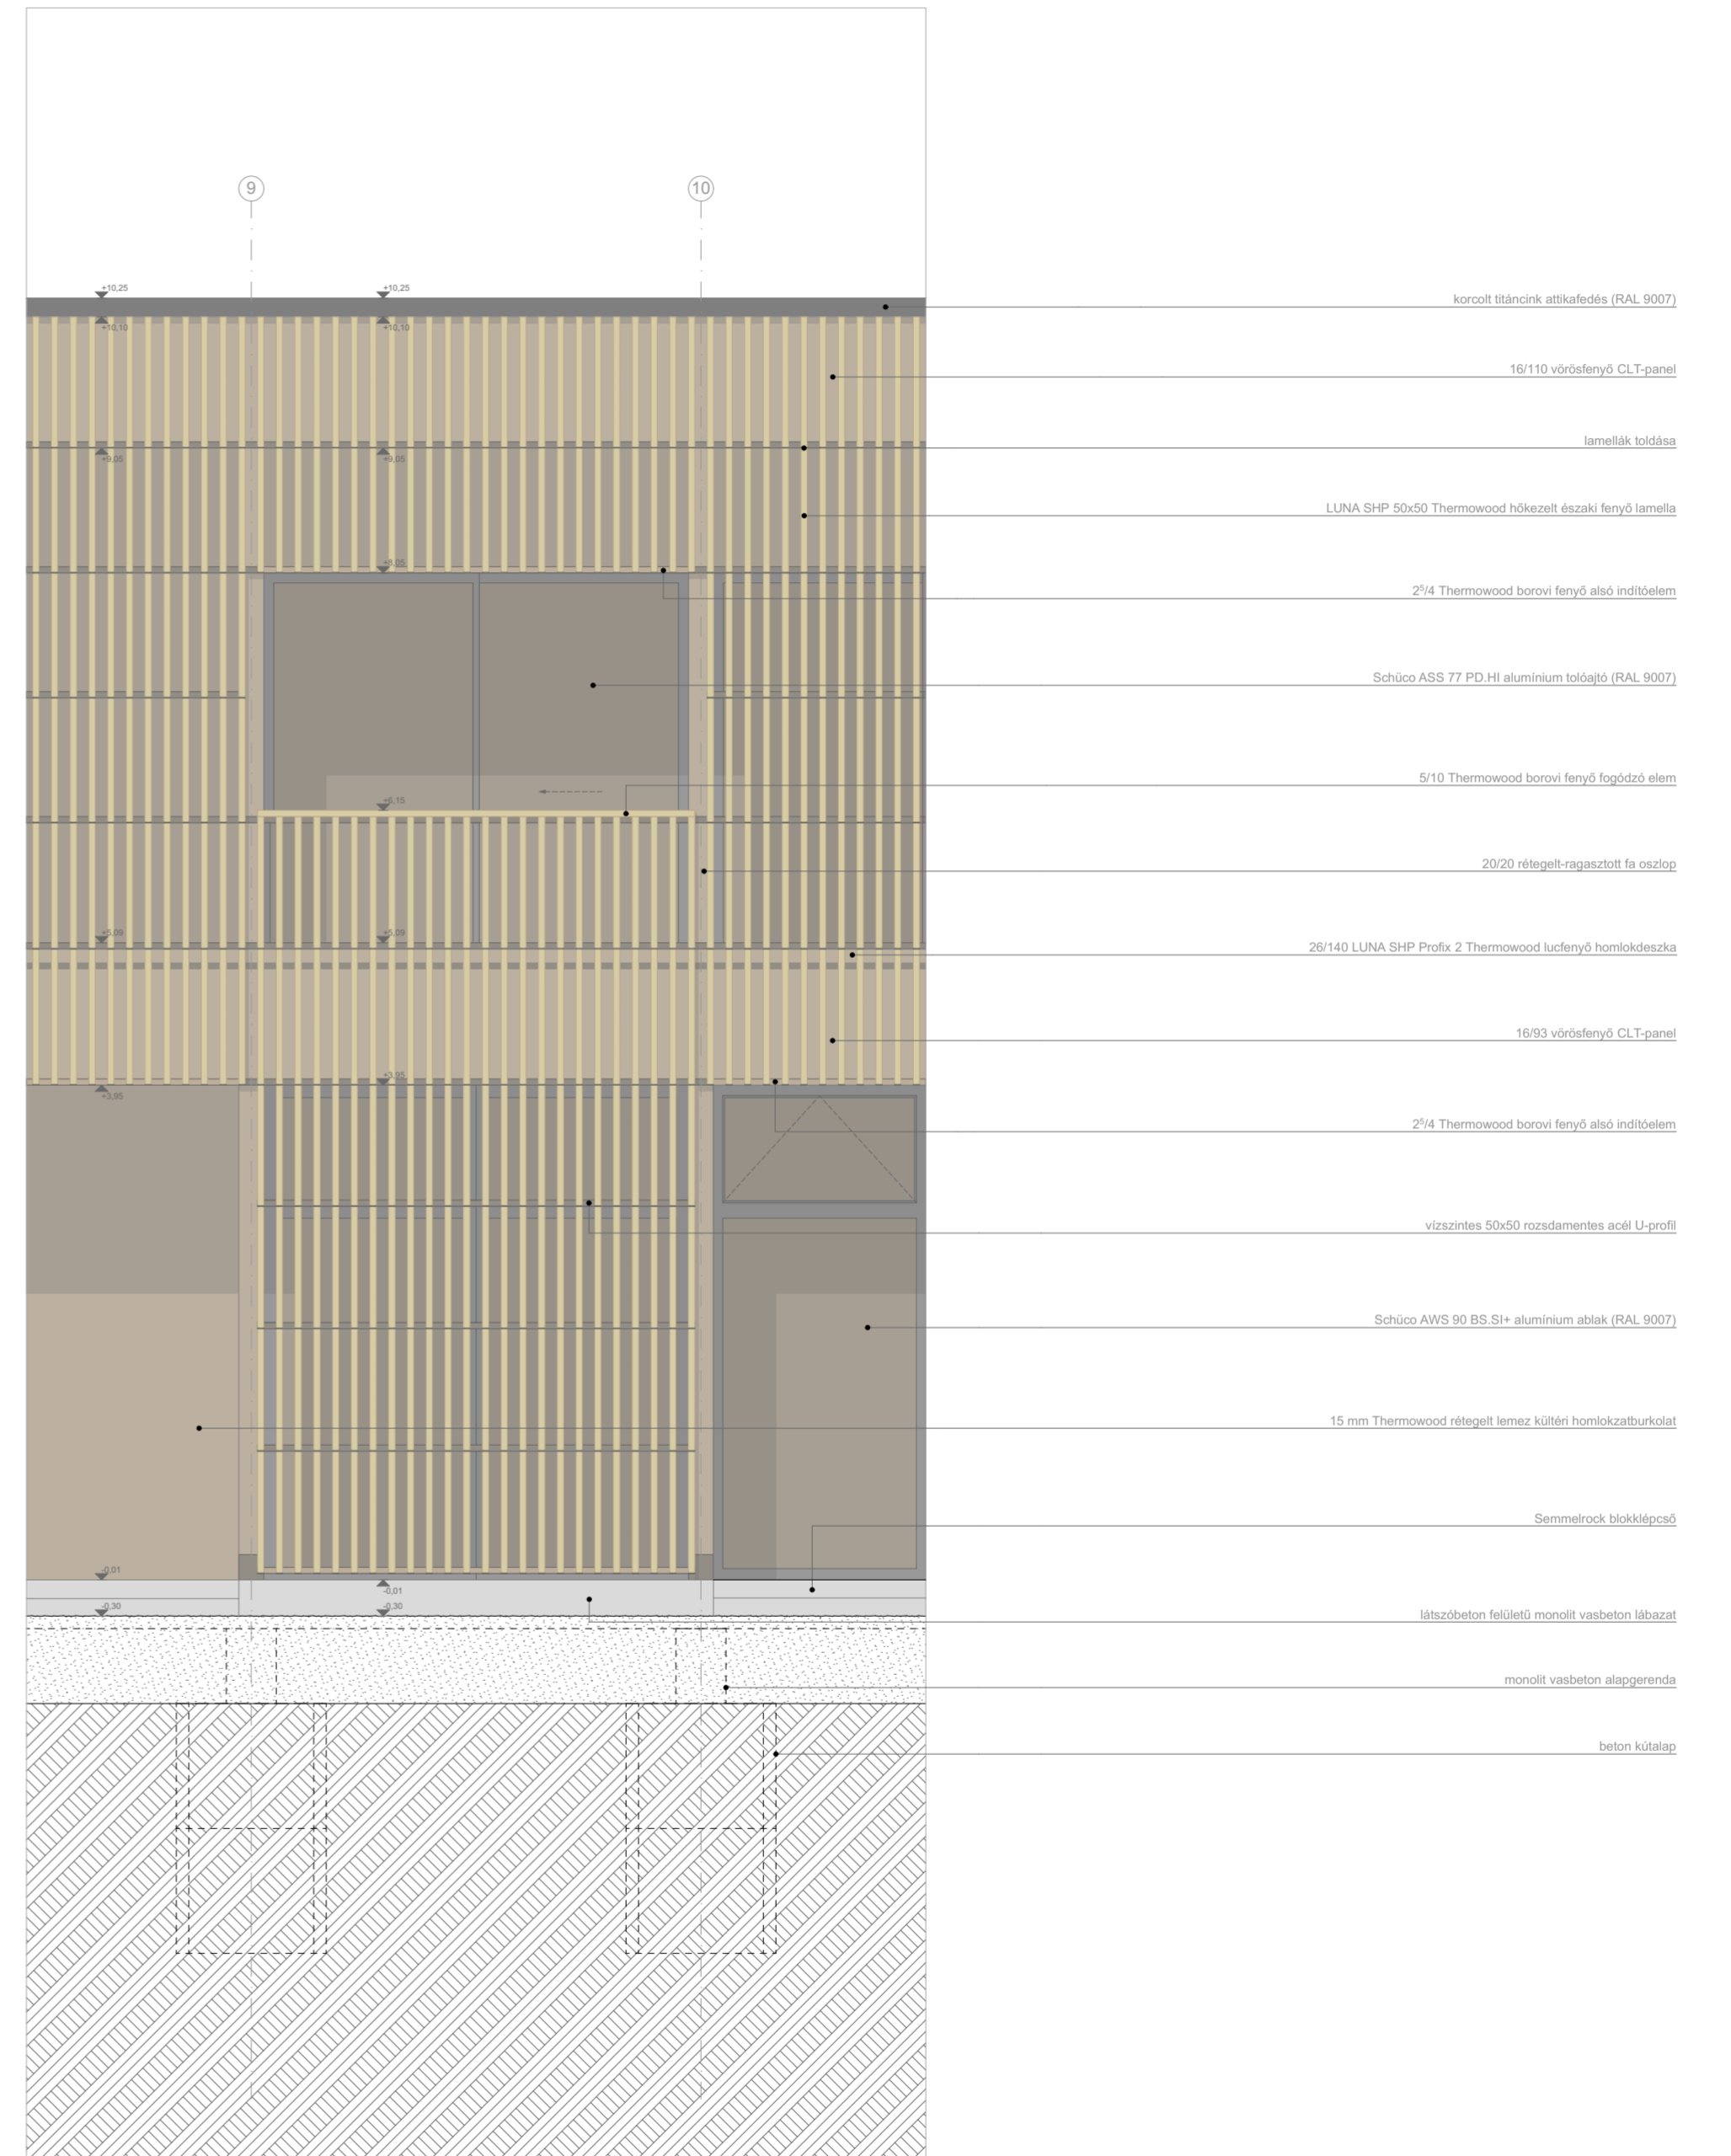 9
10
+10,25
+10,25
korcolt titáncink attikafedés (RAL 9007)
+10,10
+10,10
16/110 vörösfenyő CLT-panel
lamellák toldása
+9,05
+9,05
LUNA SHP 50x50 Thermowood hőkezelt északi fenyő lamella
+8,05
2⁵/4 Thermowood borovi fenyő alsó indítóelem
Schüco ASS 77 PD.HI alumínium tolóajtó (RAL 9007)
5/10 Thermowood borovi fenyő fogódzó elem
+6,15
20/20 rétegelt-ragasztott fa oszlop
+5,09
+5,09
26/140 LUNA SHP Profix 2 Thermowood lucfenyő homlokdeszka
16/93 vörösfenyő CLT-panel
+3,95
+3,95
2⁵/4 Thermowood borovi fenyő alsó indítóelem
vízszintes 50x50 rozsdamentes acél U-profil
Schüco AWS 90 BS.SI+ alumínium ablak (RAL 9007)
15 mm Thermowood rétegelt lemez kültéri homlokzatburkolat
Semmelrock blokklépcső
-0,01
-0,01
-0,30
-0,30
látszóbeton felületű monolit vasbeton lábazat
monolit vasbeton alapgerenda
beton kútalap